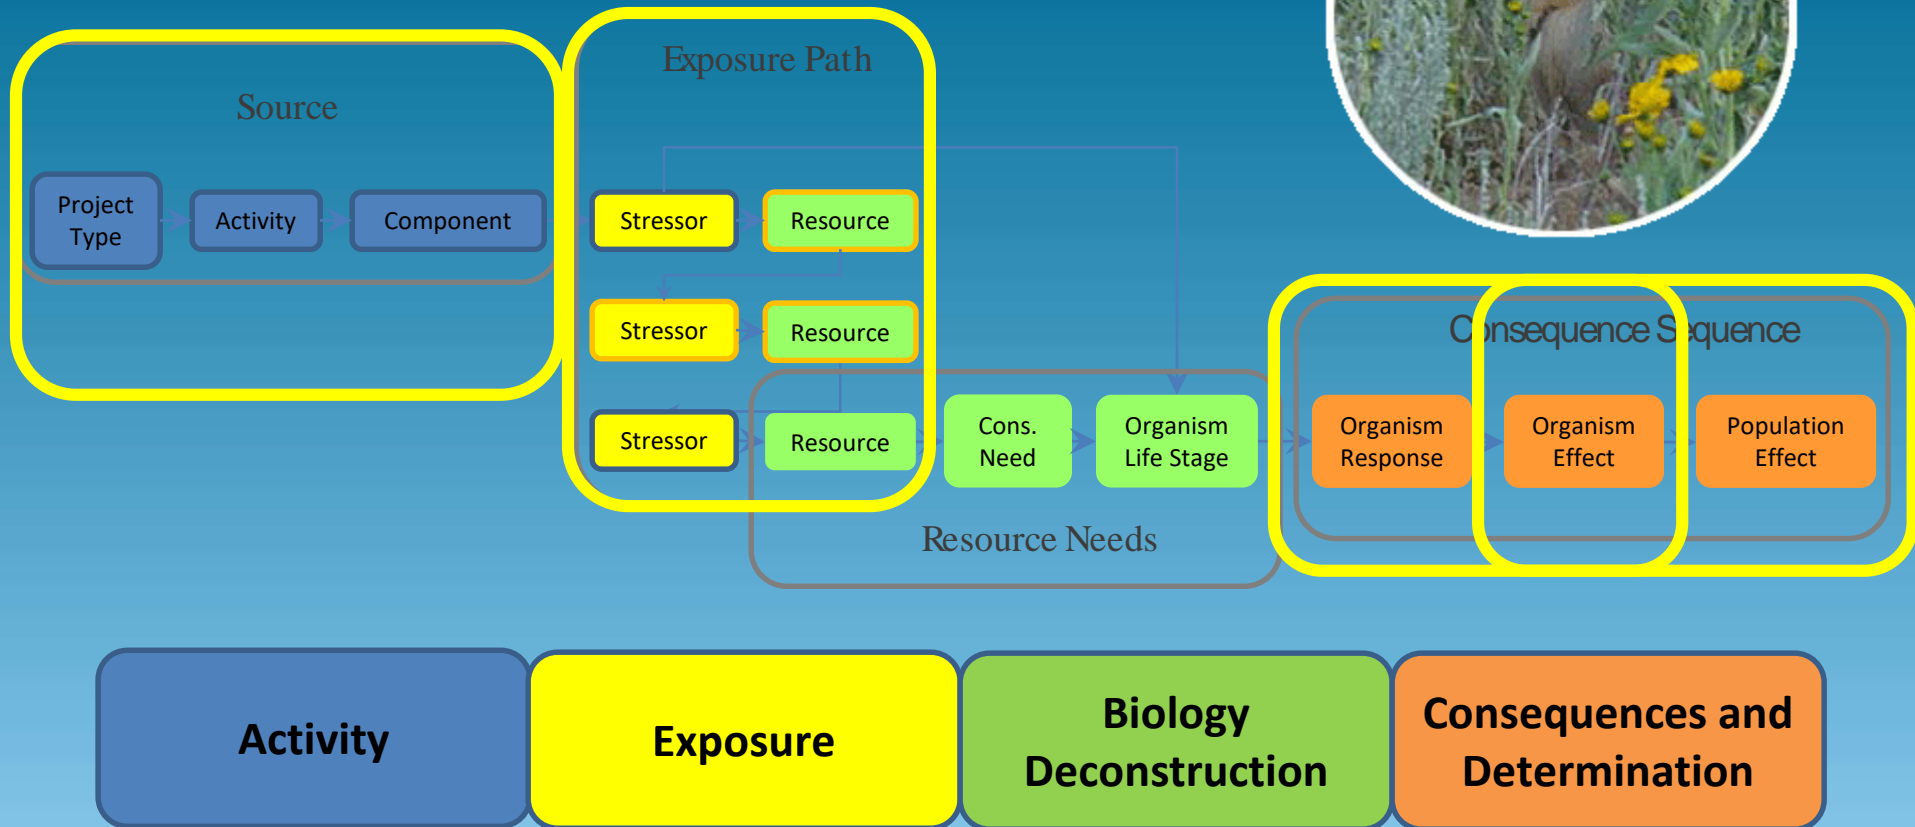 Exposure Path
Source
Project
Type
Activity
Component
Stressor
Resource
Stressor
Resource
Stressor
Resource
Cons.
Need
Organism
Life Stage
Resource Needs
Consequence Sequence
Organism
Response
Organism
Effect
Population
Effect
Activity
Exposure
Biology
Deconstruction
Consequences and
Determination